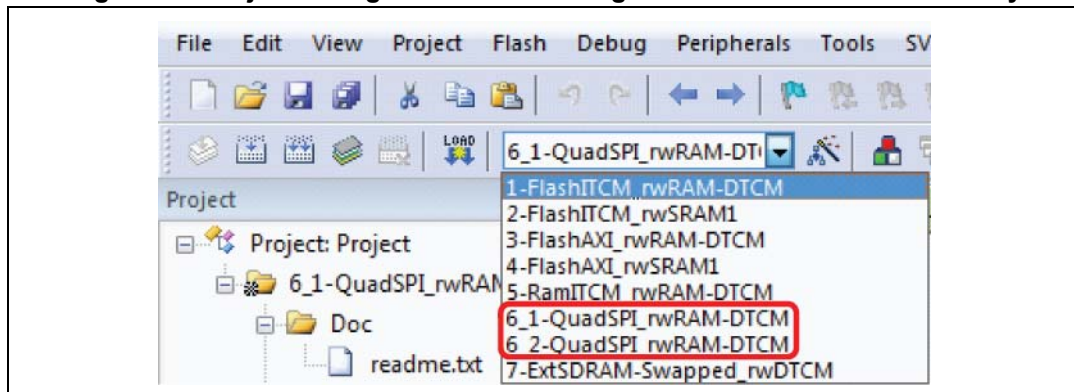 File Edit View Project Flash Debug Peripherals Tools SV
LOAD
6_1-QuadSPI_rwRAM-DT
Project
1-FlashITCM_rwRAM-DTCM
2-FlashITCM_rwSRAM1
3-FlashAXI_rwRAM-DTCM
4-FlashAXI_rwSRAM1
5-RamITCM_rwRAM-DTCM
6_1-QuadSPI_rwRAM-DTCM
6_2-QuadSPI_rwRAM-DTCM
7-ExtSDRAM-Swapped_rwDTCM
Project: Project
6_1-QuadSPI_rwRAM
Doc
readme.txt